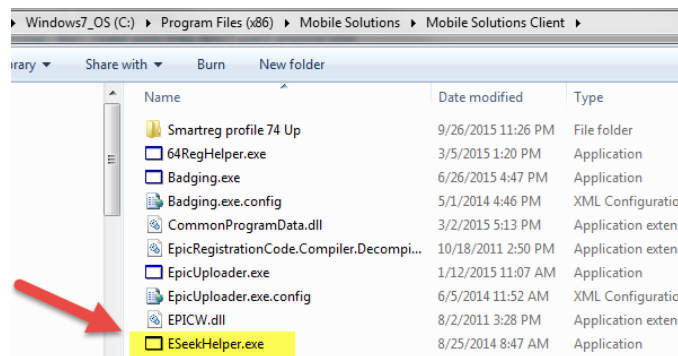 Windows7_OS (C:) ▸ Program Files (x86) ▸ Mobile Solutions ▸ Mobile Solutions Client ▸
Share with Burn New folder
Name Date modified Type
Smartreg profile 74 Up 9/26/2015 11:26 PM File folder
64RegHelper.exe 3/5/2015 1:20 PM Application
Badging.exe 6/26/2015 4:47 PM Application
Badging.exe.config 5/1/2014 4:46 PM XML Configuratio
CommonProgramData.dll 3/2/2015 5:13 PM Application exten
EpicRegistrationCode.Compiler.Decompi... 10/18/2011 2:50 PM Application exten
EpicUploader.exe 1/12/2015 11:07 AM Application
EpicUploader.exe.config 6/5/2014 11:52 AM XML Configuratio
EPICW.dll 8/2/2011 3:28 PM Application exten
ESeekHelper.exe 8/25/2014 8:47 AM Application